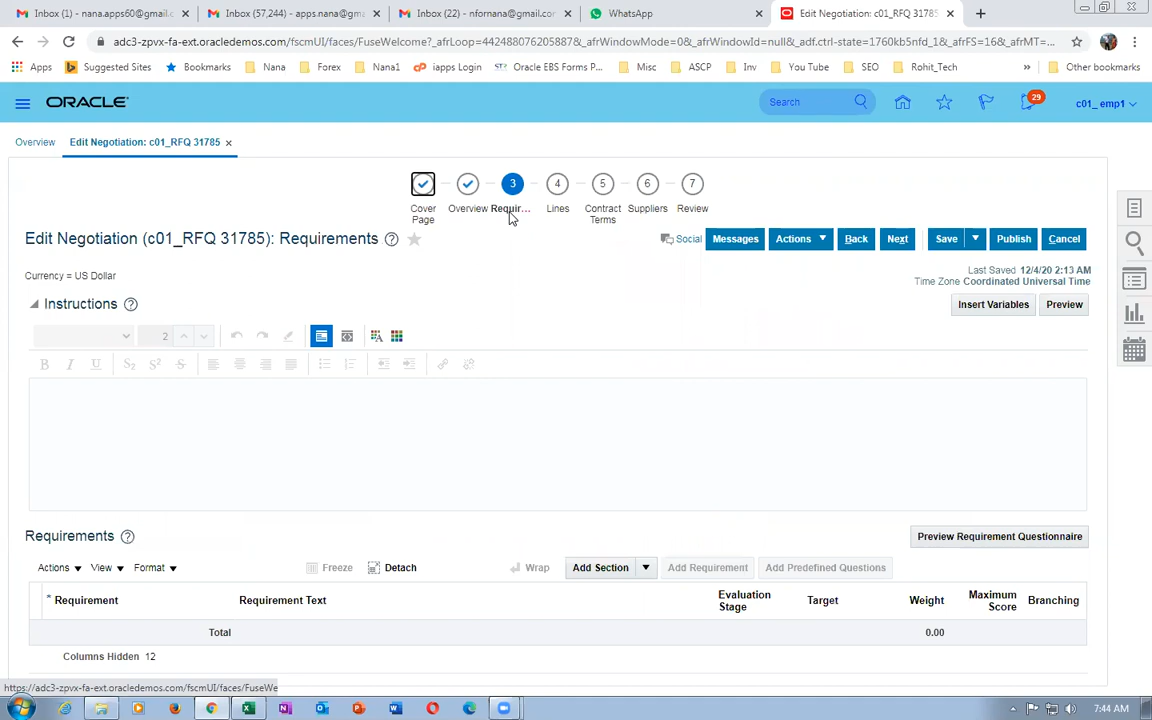 Inbox (1) - nana.apps60@gmail.c
Inbox (57,244) - apps.nana@gma
Inbox (22) - nfornana@gmail.cor
WhatsApp
Edit Negotiation: c01_RFQ 31785
adc3-zpvx-fa-ext.oracledemos.com/fscmUI/faces/FuseWelcome?_afrLoop=442488076205887&_afrWindowMode=0&_afrWindowId=null&_adf.ctrl-state=1760kb5nfd_1&_afrFS=16&_afrMT=...
Apps
Suggested Sites
Bookmarks
Nana
Forex
Nana1
iapps Login
Oracle EBS Forms P...
Misc
ASCP
Inv
You Tube
SEO
Rohit_Tech
»
Other bookmarks
ORACLE
Search
29
c01_ emp1
Overview
Edit Negotiation: c01_RFQ 31785
3
4
5
6
7
Cover
Page
Overview
Requir...
Lines
Contract
Terms
Suppliers
Review
Edit Negotiation (c01_RFQ 31785): Requirements
Social
Messages
Actions
Back
Next
Save
Publish
Cancel
Currency = US Dollar
Last Saved 12/4/20 2:13 AM
Time Zone Coordinated Universal Time
Instructions
Insert Variables
Preview
2
B I U S2 S2 S
Requirements
Preview Requirement Questionnaire
Actions
View
Format
Freeze
Detach
Wrap
Add Section
Add Requirement
Add Predefined Questions
* Requirement
Requirement Text
Evaluation
Stage
Target
Weight
Maximum
Score
Branching
Total
0.00
Columns Hidden 12
https://adc3-zpvx-fa-ext.oracledemos.com/fscmUI/faces/FuseWe
7:44 AM